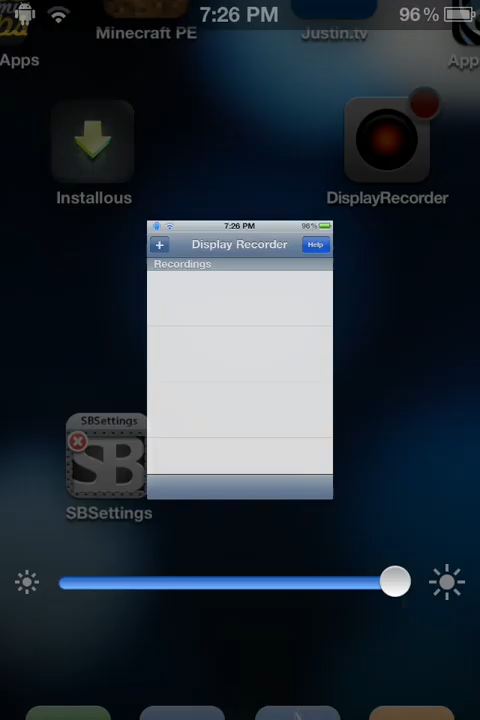 7:26 PM
96%
Apps
Minecraft PE
Justin.tv
App
Installous
DisplayRecorder
7:26 PM
96%
+
Display Recorder
Help
Recordings
SBSettings
SB
SBSettings